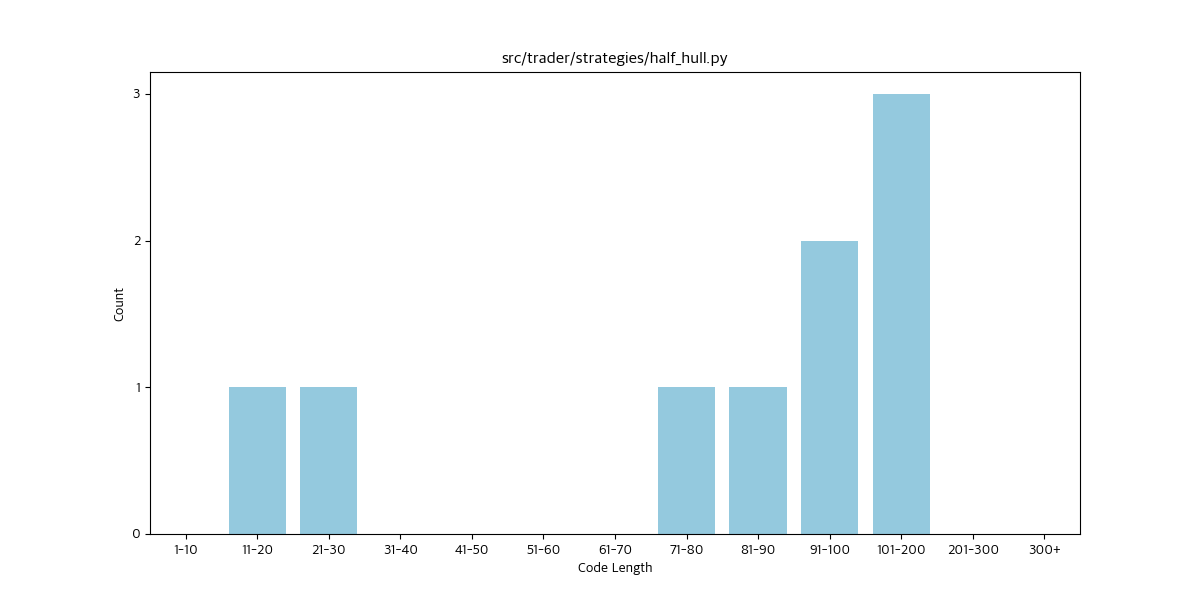 src/trader/strategies/half_hull.py
3
2
1
0
Count
1-10 11-20 21-30 31-40 41-50 51-60 61-70 71-80 81-90 91-100 101-200 201-300 300+
Code Length